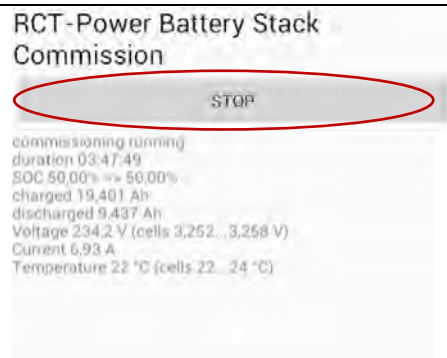 RCT-Power Battery Stack
Commission
STOP
commissioning running
duration 03:47:49
SOC 50,00% => 50,00%
charged 19,401 Ah
discharged 9,437 Ah
Voltage 234,2 V (cells 3,252...3,258 V)
Current 6,93 A
Temperature 22 °C (cells 22...24 °C)